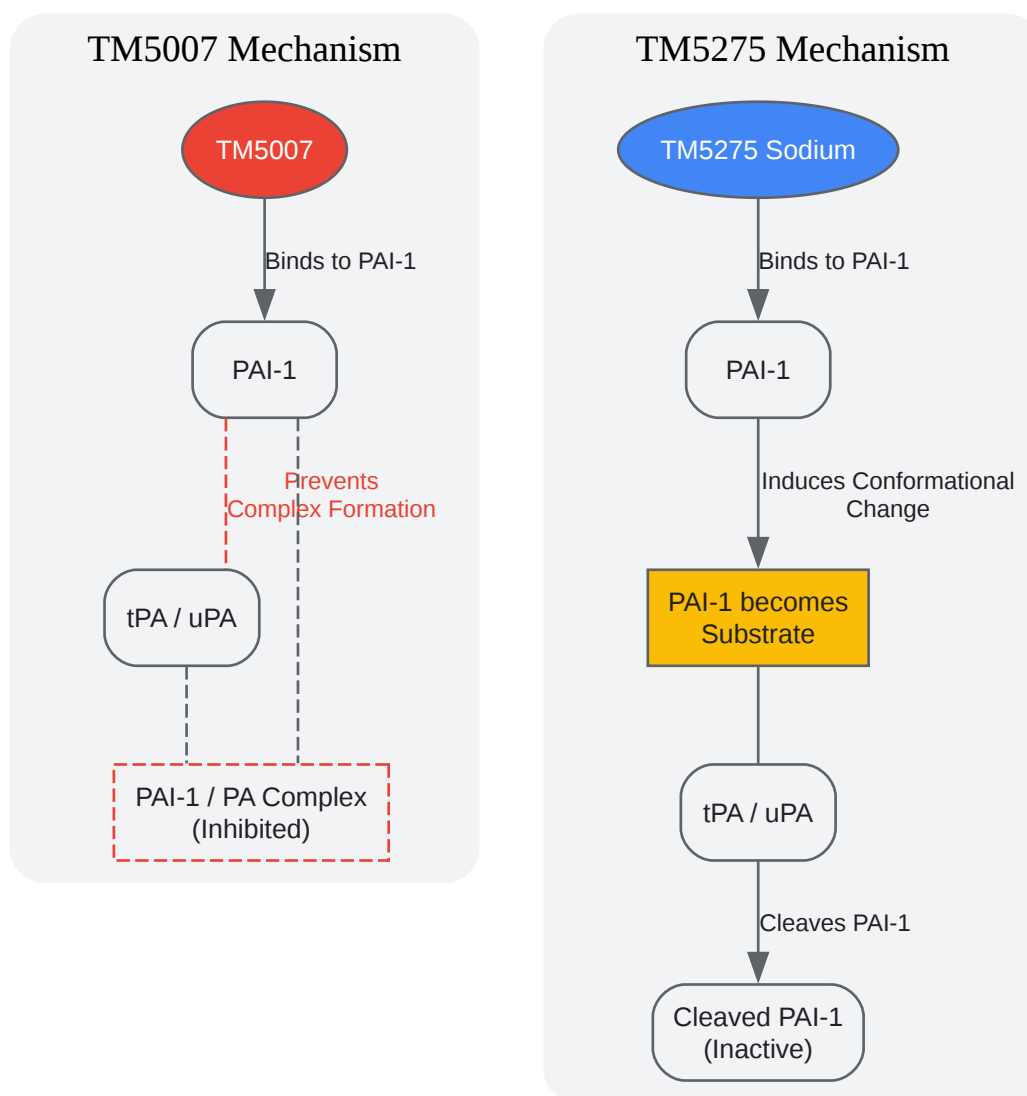 TM5007 Mechanism
TM5007
Binds to PAI-1
PAI-1
Prevents
Complex Formation
tPA / uPA
PAI-1 / PA Complex
(Inhibited)
TM5275 Mechanism
TM5275 Sodium
Binds to PAI-1
PAI-1
Induces Conformational
Change
PAI-1 becomes
Substrate
tPA / uPA
Cleaves PAI-1
Cleaved PAI-1
(Inactive)